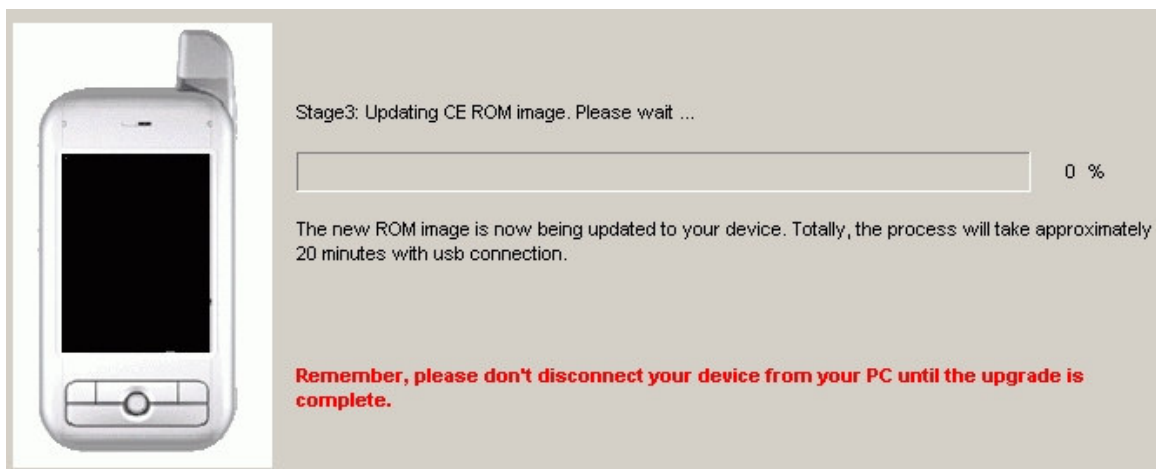 Stage3: Updating CE ROM image. Please wait ...
0 %
The new ROM image is now being updated to your device. Totally, the process will take approximately
20 minutes with usb connection.
Remember, please don't disconnect your device from your PC until the upgrade is
complete.